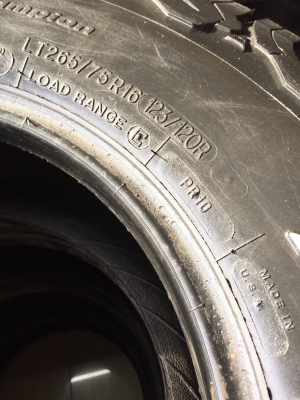 LT265/75R16 123/120R
LOAD RANGE E
PR10
MADE IN
U.S.A.